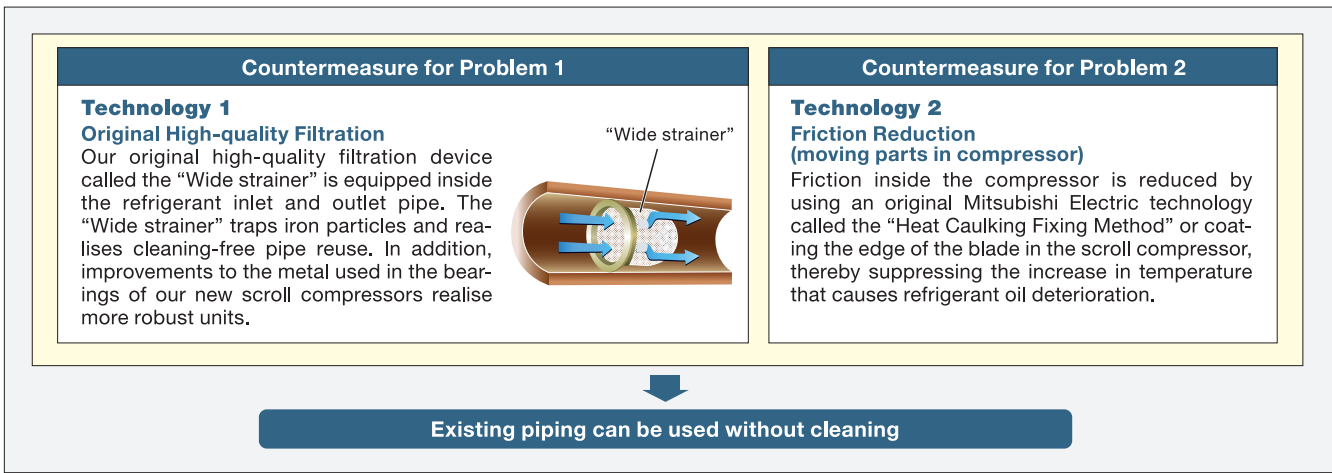 Countermeasure for Problem 1
Technology 1
Original High-quality Filtration
Our original high-quality filtration device
called the “Wide strainer” is equipped inside
the refrigerant inlet and outlet pipe. The
“Wide strainer” traps iron particles and rea-
lises cleaning-free pipe reuse. In addition,
improvements to the metal used in the bear-
ings of our new scroll compressors realise
more robust units.
“Wide strainer”
Countermeasure for Problem 2
Technology 2
Friction Reduction
(moving parts in compressor)
Friction inside the compressor is reduced by
using an original Mitsubishi Electric technology
called the “Heat Caulking Fixing Method” or coat-
ing the edge of the blade in the scroll compressor,
thereby suppressing the increase in temperature
that causes refrigerant oil deterioration.
Existing piping can be used without cleaning